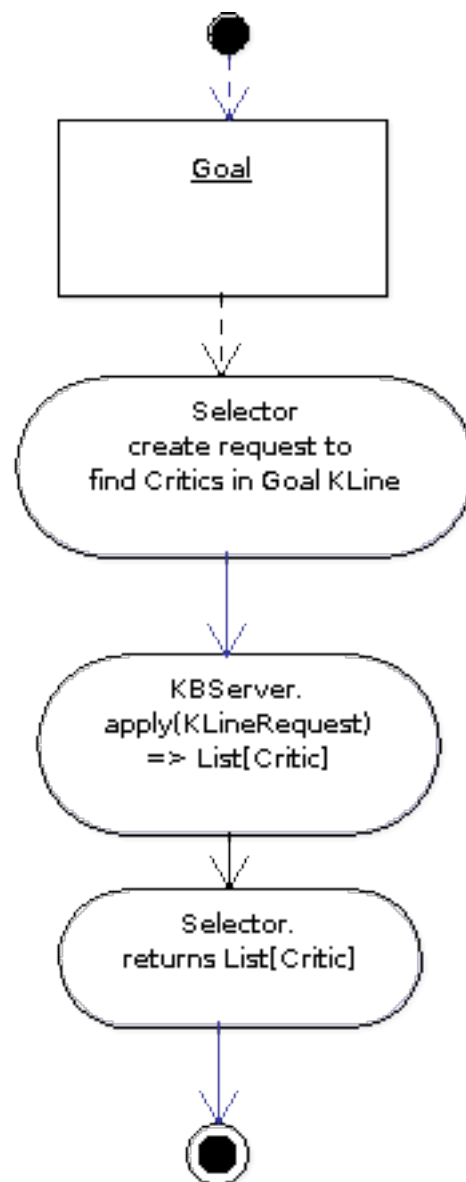 Goal
Selector
create request to
find Critics in Goal KLine
KBServer.
apply(KLineRequest)
=> List[Critic]
Selector.
returns List[Critic]